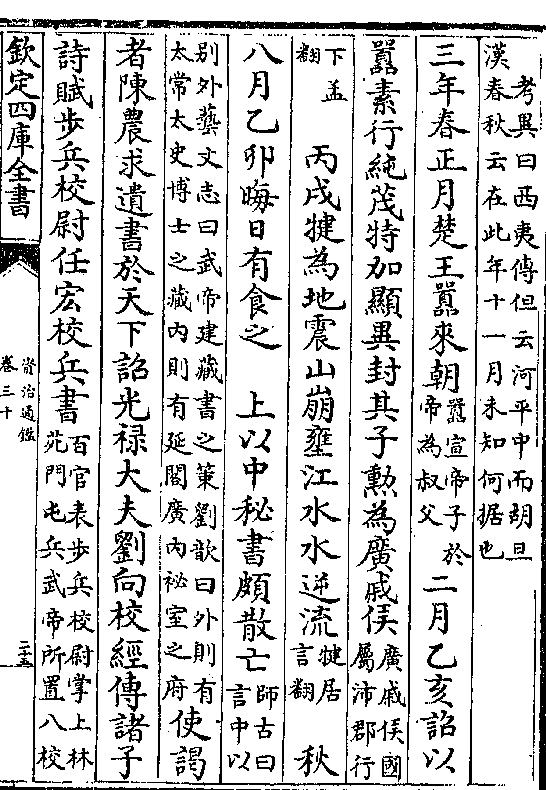 考異曰西夷傳但云河平中而胡旦
漢春秋云在此年十一月未知何据也
三年春正月楚王囂來朝囂宣帝子於帝為叔父 二月乙亥詔以
囂素行純茂特加顯異封其子勲為廣戚侯廣戚侯國屬沛郡行
下孟翻 丙戌犍為地震山崩壅江水水逆流犍居言翻 秋
八月乙卯晦日有食之 上以中秘書頗散亡師古曰言中以
别外藝文志曰武帝建藏書之策劉歆曰外則有
太常太史博士之藏内則有延閣廣内祕室之府使謁
者陳農求遺書於天下詔光禄大夫劉向校經傳諸子
詩賦步兵校尉任宏校兵書百官表步兵校尉掌上林苑門屯兵武帝所置八校
欽定四庫全書
資治通鑑
卷三十
二十五